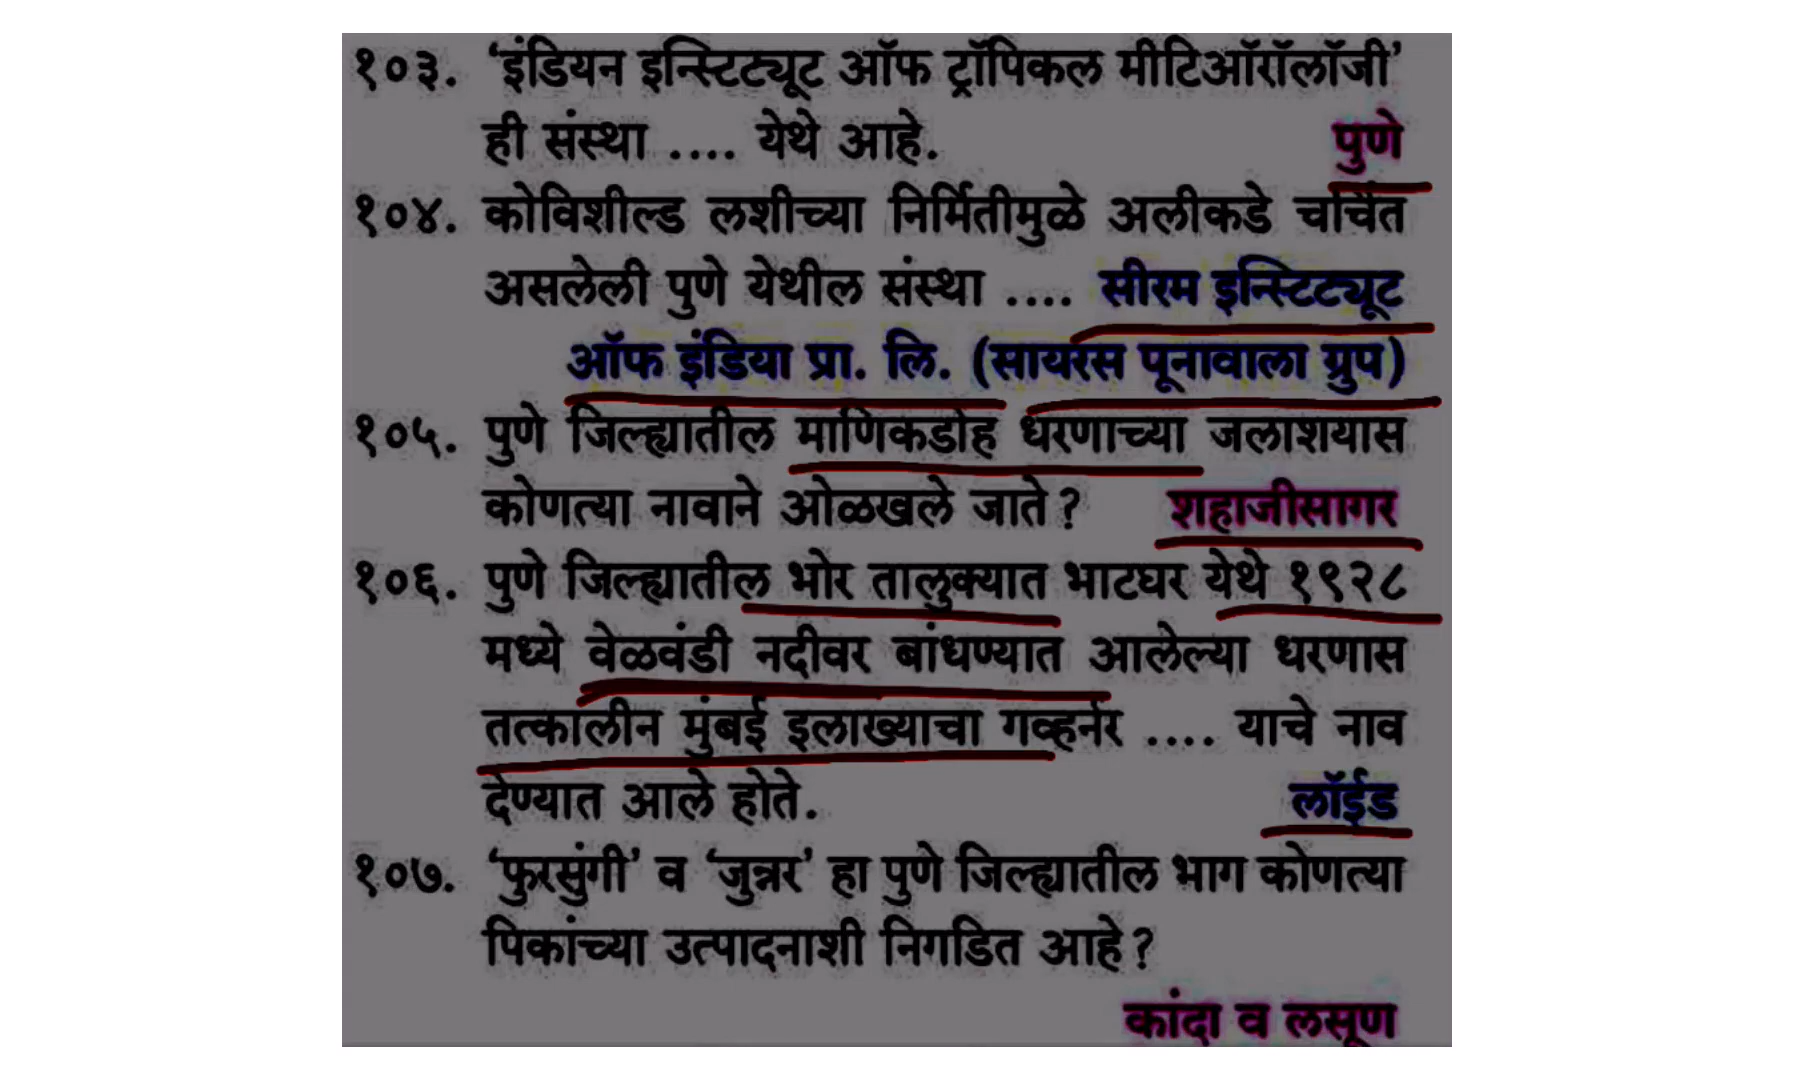 १०३. ‘इंडियन इन्स्टिट्यूट ऑफ ट्रॉपिकल मीटिऑरॉलॉजी’
ही संस्था .... येथे आहे. पुणे
१०४. कोविशील्ड लशीच्या निर्मितीमुळे अलीकडे चर्चित
असलेली पुणे येथील संस्था .... सीरम इन्स्टिट्यूट
ऑफ इंडिया प्रा. लि. (सायरस पूनावाला ग्रुप)
१०५. पुणे जिल्ह्यातील माणिकडोह धरणाच्या जलाशयास
कोणत्या नावाने ओळखले जाते? शहाजीसागर
१०६. पुणे जिल्ह्यातील भोर तालुक्यात भाटघर येथे १९२८
मध्ये वेळवंडी नदीवर बांधण्यात आलेल्या धरणास
तत्कालीन मुंबई इलाख्याचा गव्हर्नर .... याचे नाव
देण्यात आले होते. लॉईड
१०७. ‘फुरसुंगी’ व ‘जुन्नर’ हा पुणे जिल्ह्यातील भाग कोणत्या
पिकांच्या उत्पादनाशी निगडित आहे?
कांदा व लसूण